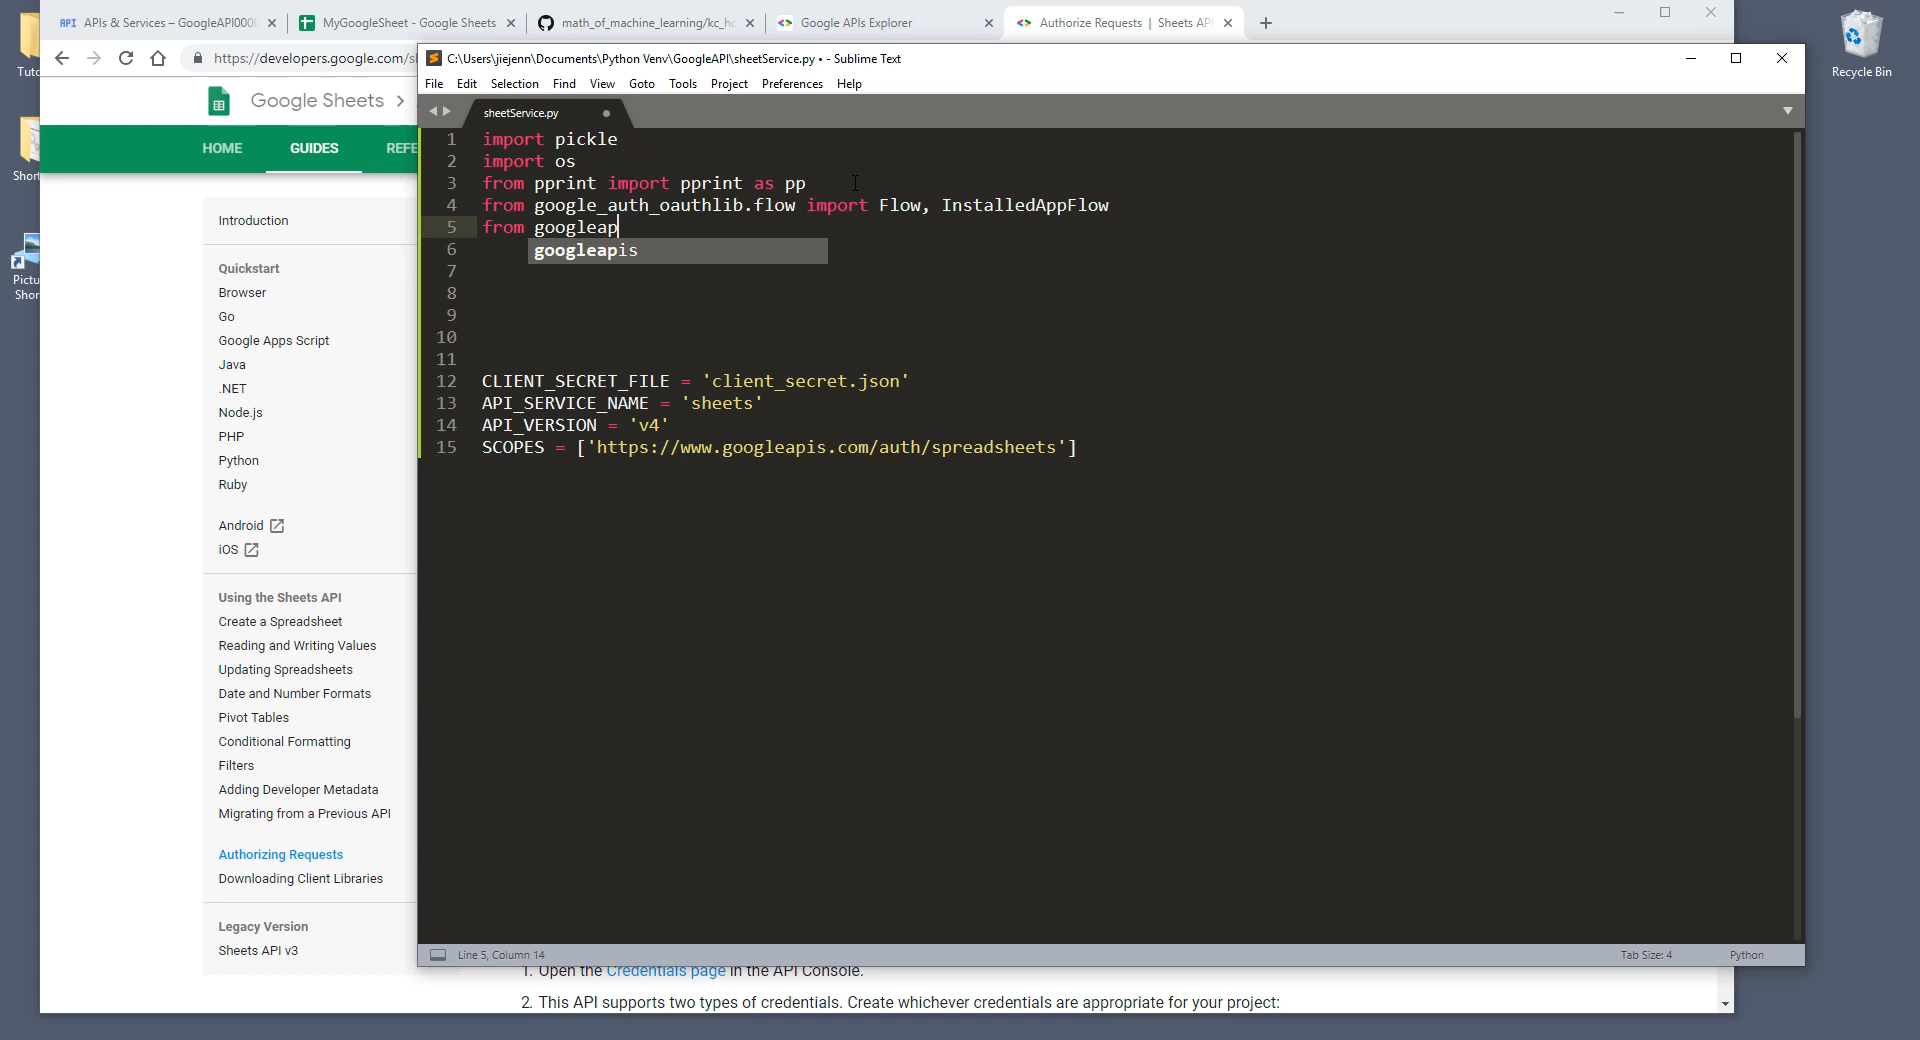 APIs & Services – GoogleAPI000
MyGoogleSheet - Google Sheets
math_of_machine_learning/kc_h
Google APIs Explorer
Authorize Requests | Sheets API
https://developers.google.com/s
Tut
Short
Pictu
Shor
Recycle Bin
C:\Users\jiejenn\Documents\Python Venv\GoogleAPI\sheetService.py • - Sublime Text
File Edit Selection Find View Goto Tools Project Preferences Help
sheetService.py
1 import pickle
2 import os
3 from pprint import pprint as pp
4 from google_auth_oauthlib.flow import Flow, InstalledAppFlow
5 from googleap
6 googleapis
7
8
9
10
11
12 CLIENT_SECRET_FILE = 'client_secret.json'
13 API_SERVICE_NAME = 'sheets'
14 API_VERSION = 'v4'
15 SCOPES = ['https://www.googleapis.com/auth/spreadsheets']
Line 5, Column 14
Tab Size: 4
Python
Google Sheets >
HOME GUIDES REFE
Introduction
Quickstart
Browser
Go
Google Apps Script
Java
.NET
Node.js
PHP
Python
Ruby
Android
iOS
Using the Sheets API
Create a Spreadsheet
Reading and Writing Values
Updating Spreadsheets
Date and Number Formats
Pivot Tables
Conditional Formatting
Filters
Adding Developer Metadata
Migrating from a Previous API
Authorizing Requests
Downloading Client Libraries
Legacy Version
Sheets API v3
1. Open the Credentials page in the API Console.
2. This API supports two types of credentials. Create whichever credentials are appropriate for your project: